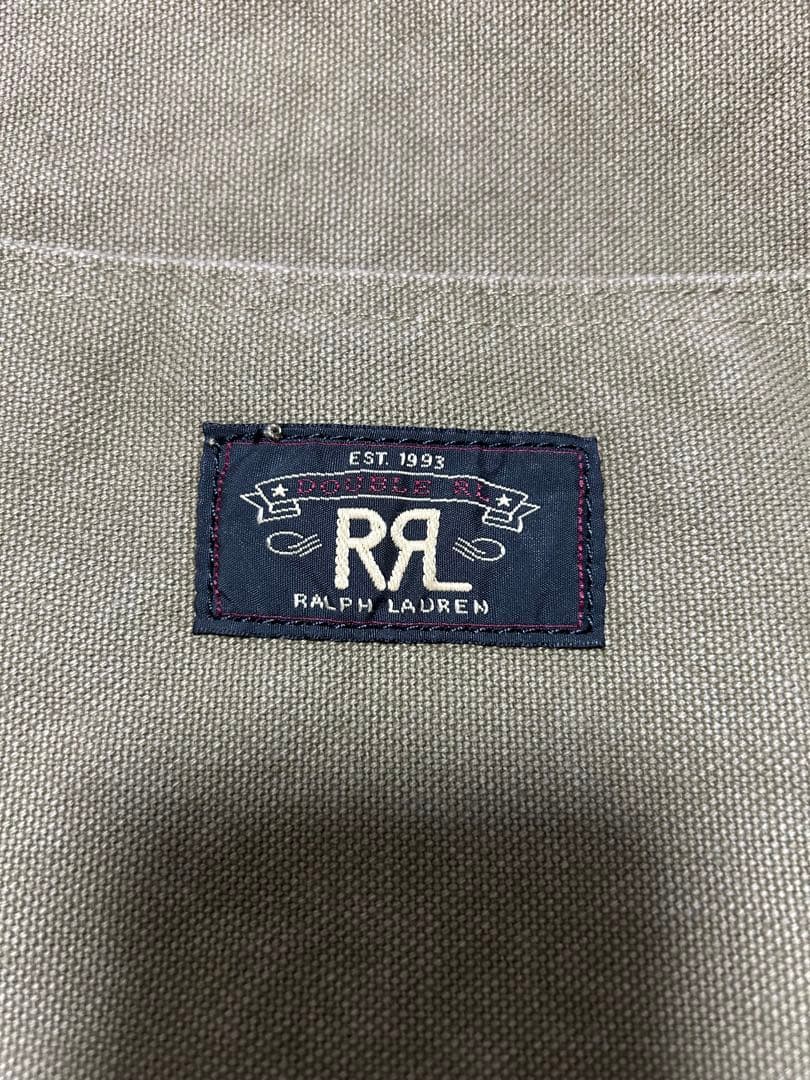 EST. 1993
DOUBLE RL
RRL
RALPH LAUREN